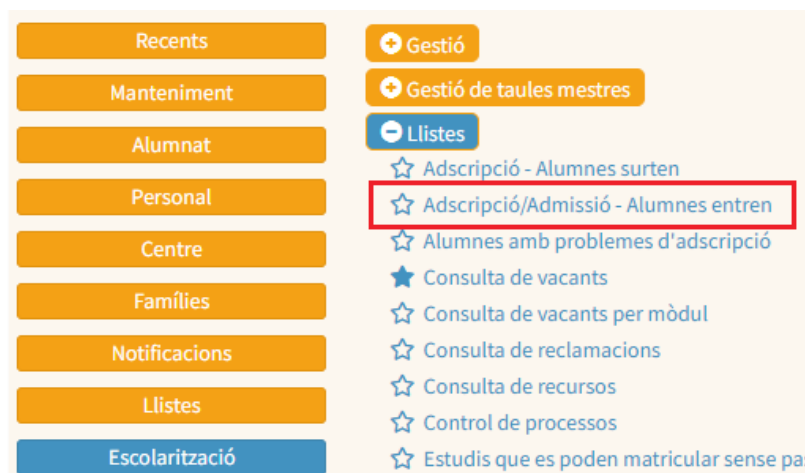 Recents
Manteniment
Alumnat
Personal
Centre
Famílies
Notificacions
Llistes
Escolarització
Gestió
Gestió de taules mestres
Llistes
Adscripció - Alumnes surten
Adscripció/Admissió - Alumnes entren
Alumnes amb problemes d'adscripció
Consulta de vacants
Consulta de vacants per mòdul
Consulta de reclamacions
Consulta de recursos
Control de processos
Estudis que es poden matricular sense pa